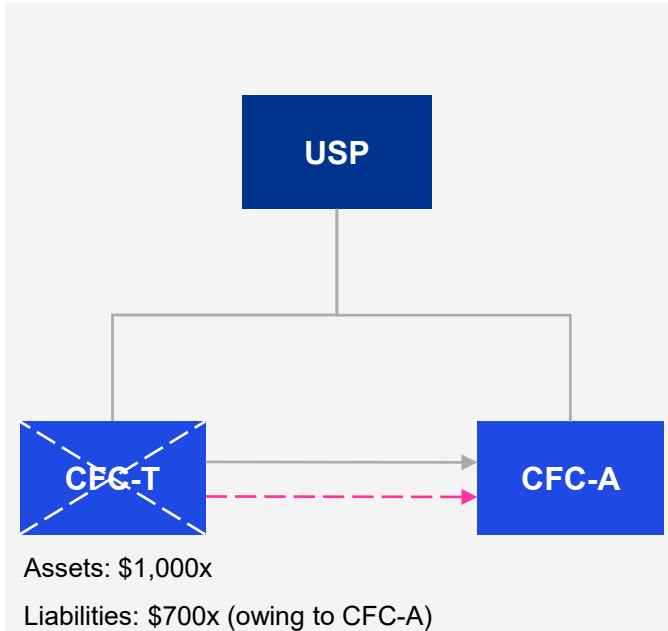 USP
CFC-T
CFC-A
Assets: $1,000x
Liabilities: $700x (owing to CFC-A)